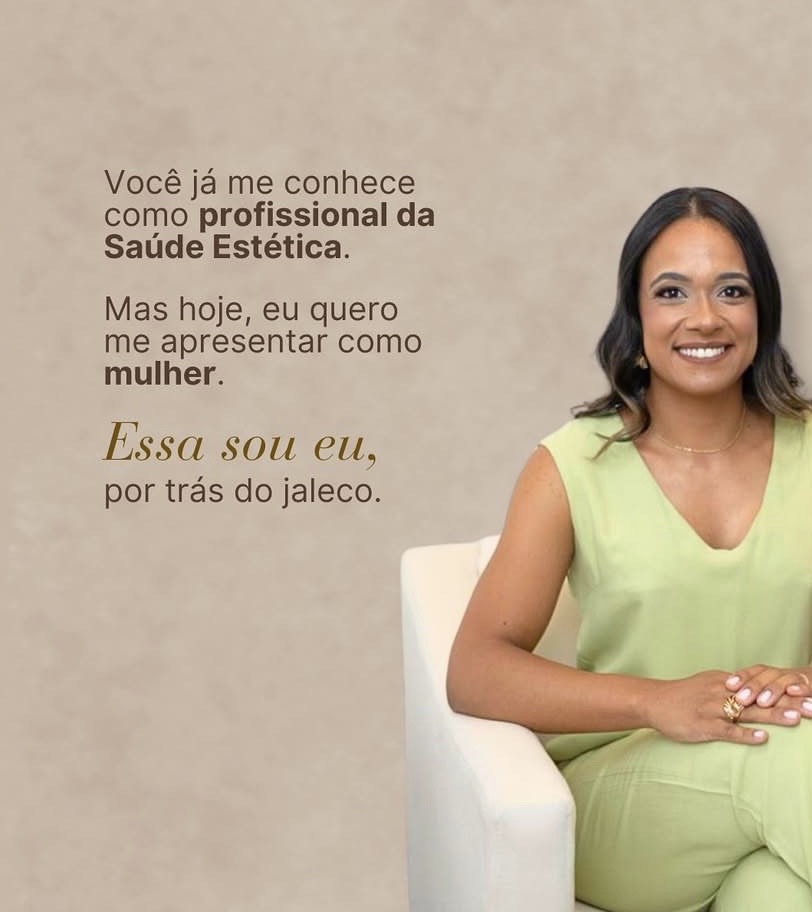 Você já me conhece
como profissional da
Saúde Estética.
Mas hoje, eu quero
me apresentar como
mulher.
Essa sou eu,
por trás do jaleco.